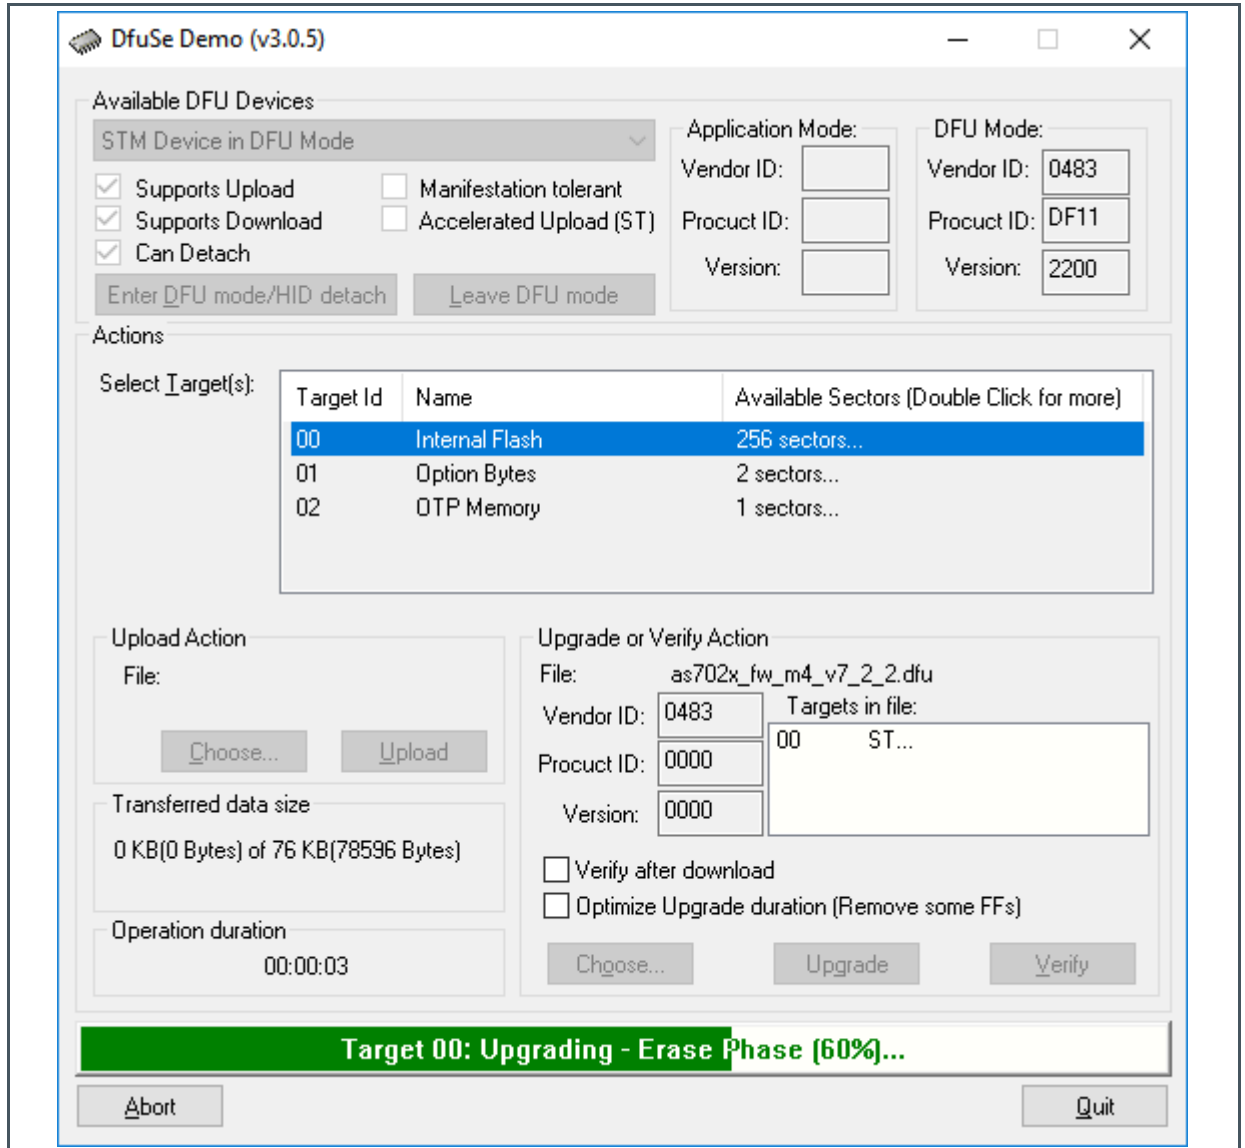 DfuSe Demo (v3.0.5)
Available DFU Devices
STM Device in DFU Mode
Supports Upload
Manifestation tolerant
Supports Download
Accelerated Upload (ST)
Can Detach
Enter DFU mode/HID detach
Leave DFU mode
Application Mode:
Vendor ID:
Procuct ID:
Version:
DFU Mode:
Vendor ID: 0483
Procuct ID: DF11
Version: 2200
Actions
Select Target(s):
Target Id Name Available Sectors (Double Click for more)
00 Internal Flash 256 sectors...
01 Option Bytes 2 sectors...
02 OTP Memory 1 sectors...
Upload Action
File:
Choose...
Upload
Transferred data size
0 KB(0 Bytes) of 76 KB(78596 Bytes)
Operation duration
00:00:03
Upgrade or Verify Action
File: as702x_fw_m4_v7_2_2.dfu
Vendor ID: 0483
Procuct ID: 0000
Version: 0000
Targets in file:
00 ST...
Verify after download
Optimize Upgrade duration (Remove some FFs)
Choose...
Upgrade
Verify
Target 00: Upgrading - Erase Phase (60%)...
Abort
Quit